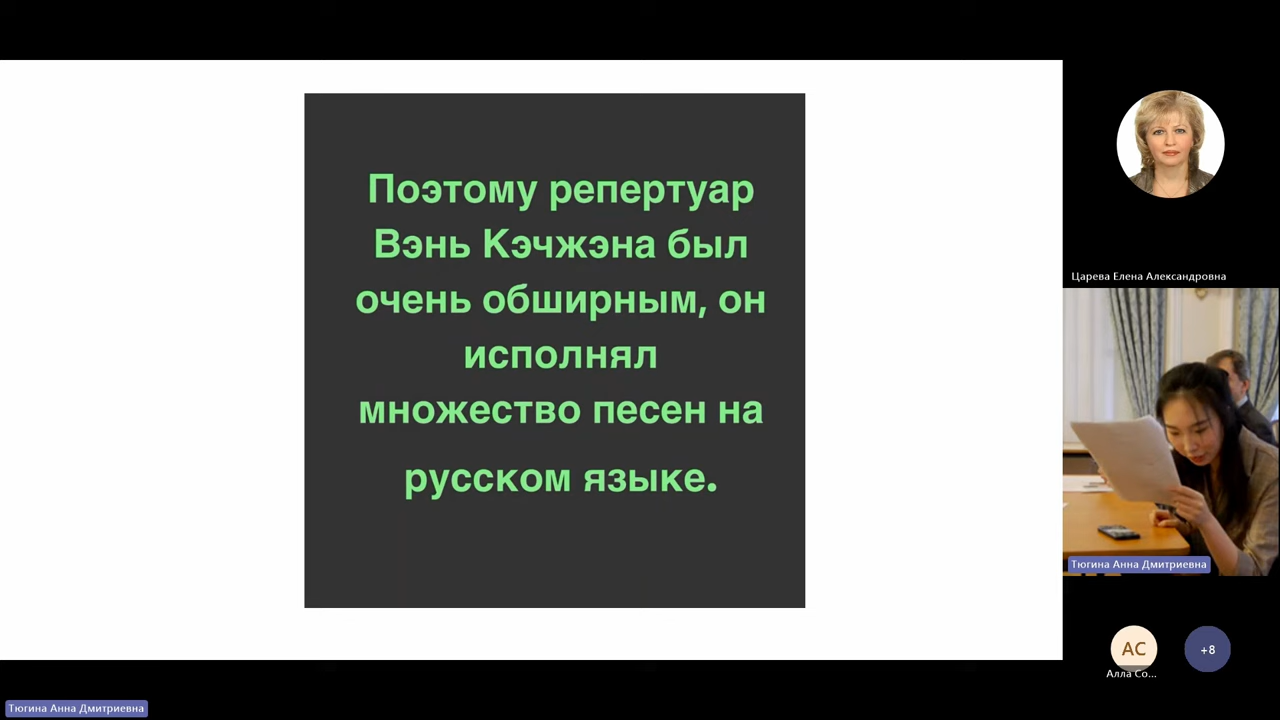 Поэтому репертуар
Вэнь Кэчжэна был
очень обширным, он
исполнял
множество песен на
русском языке.
Царева Елена Александровна
Тюгина Анна Дмитриевна
АС
+8
Алла Со...
Тюгина Анна Дмитриевна